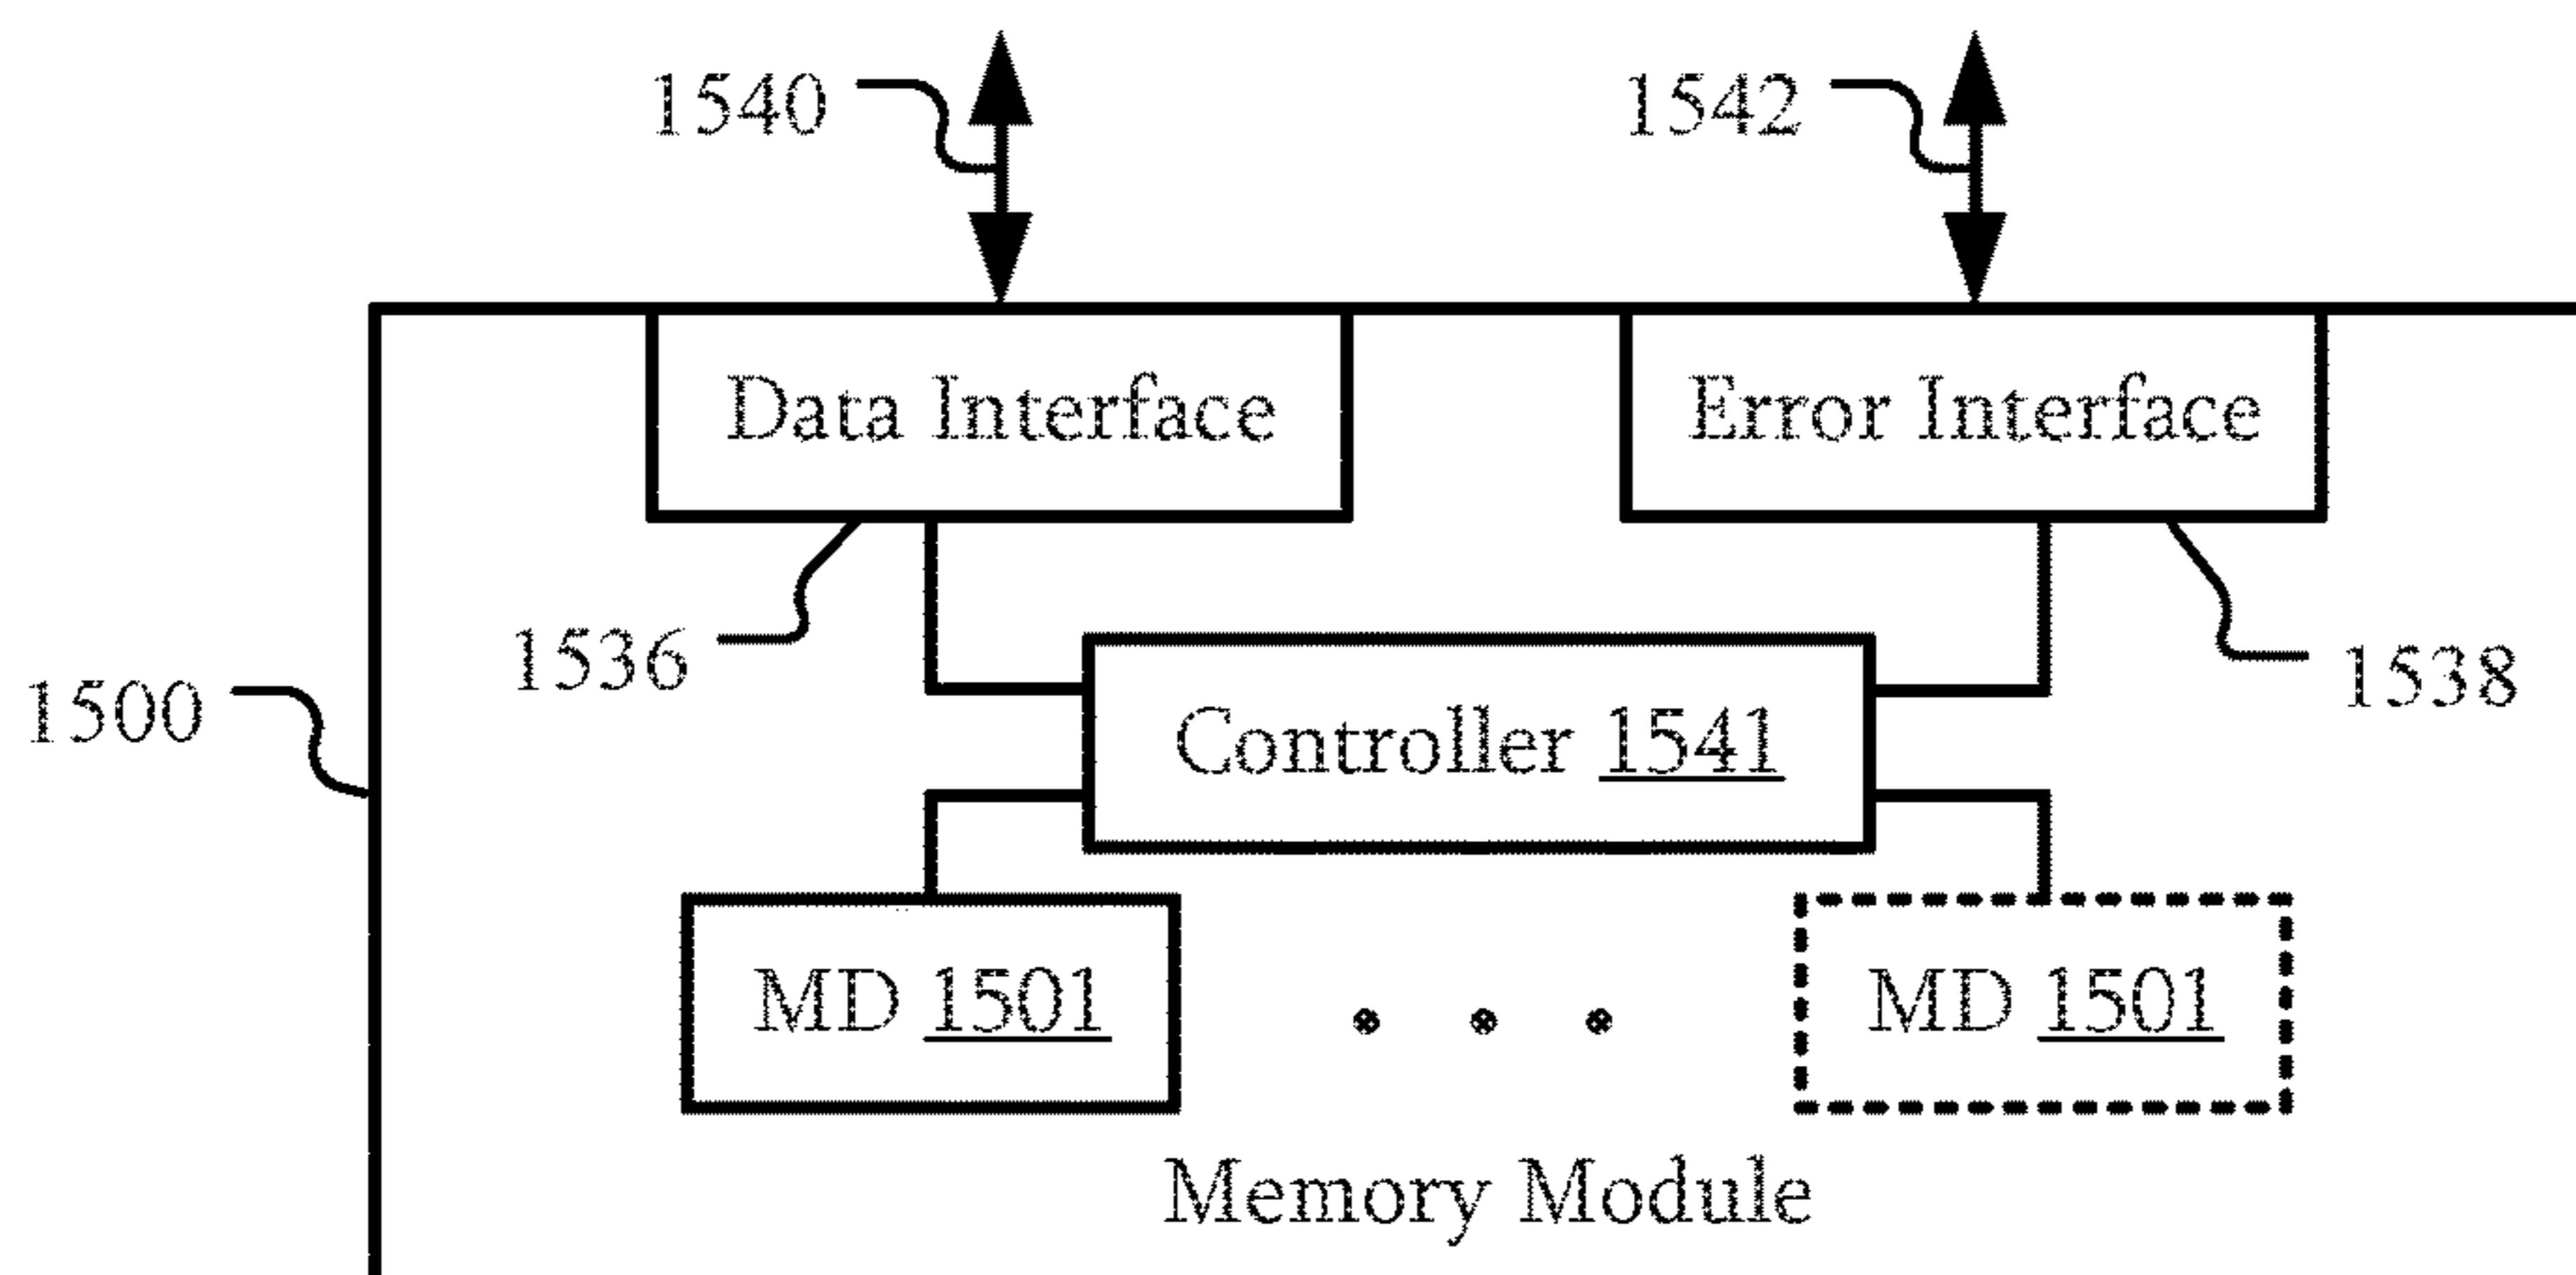 1540
1542
Data Interface
Error Interface
1536
1538
1500
Controller 1541
MD 1501
MD 1501
Memory Module